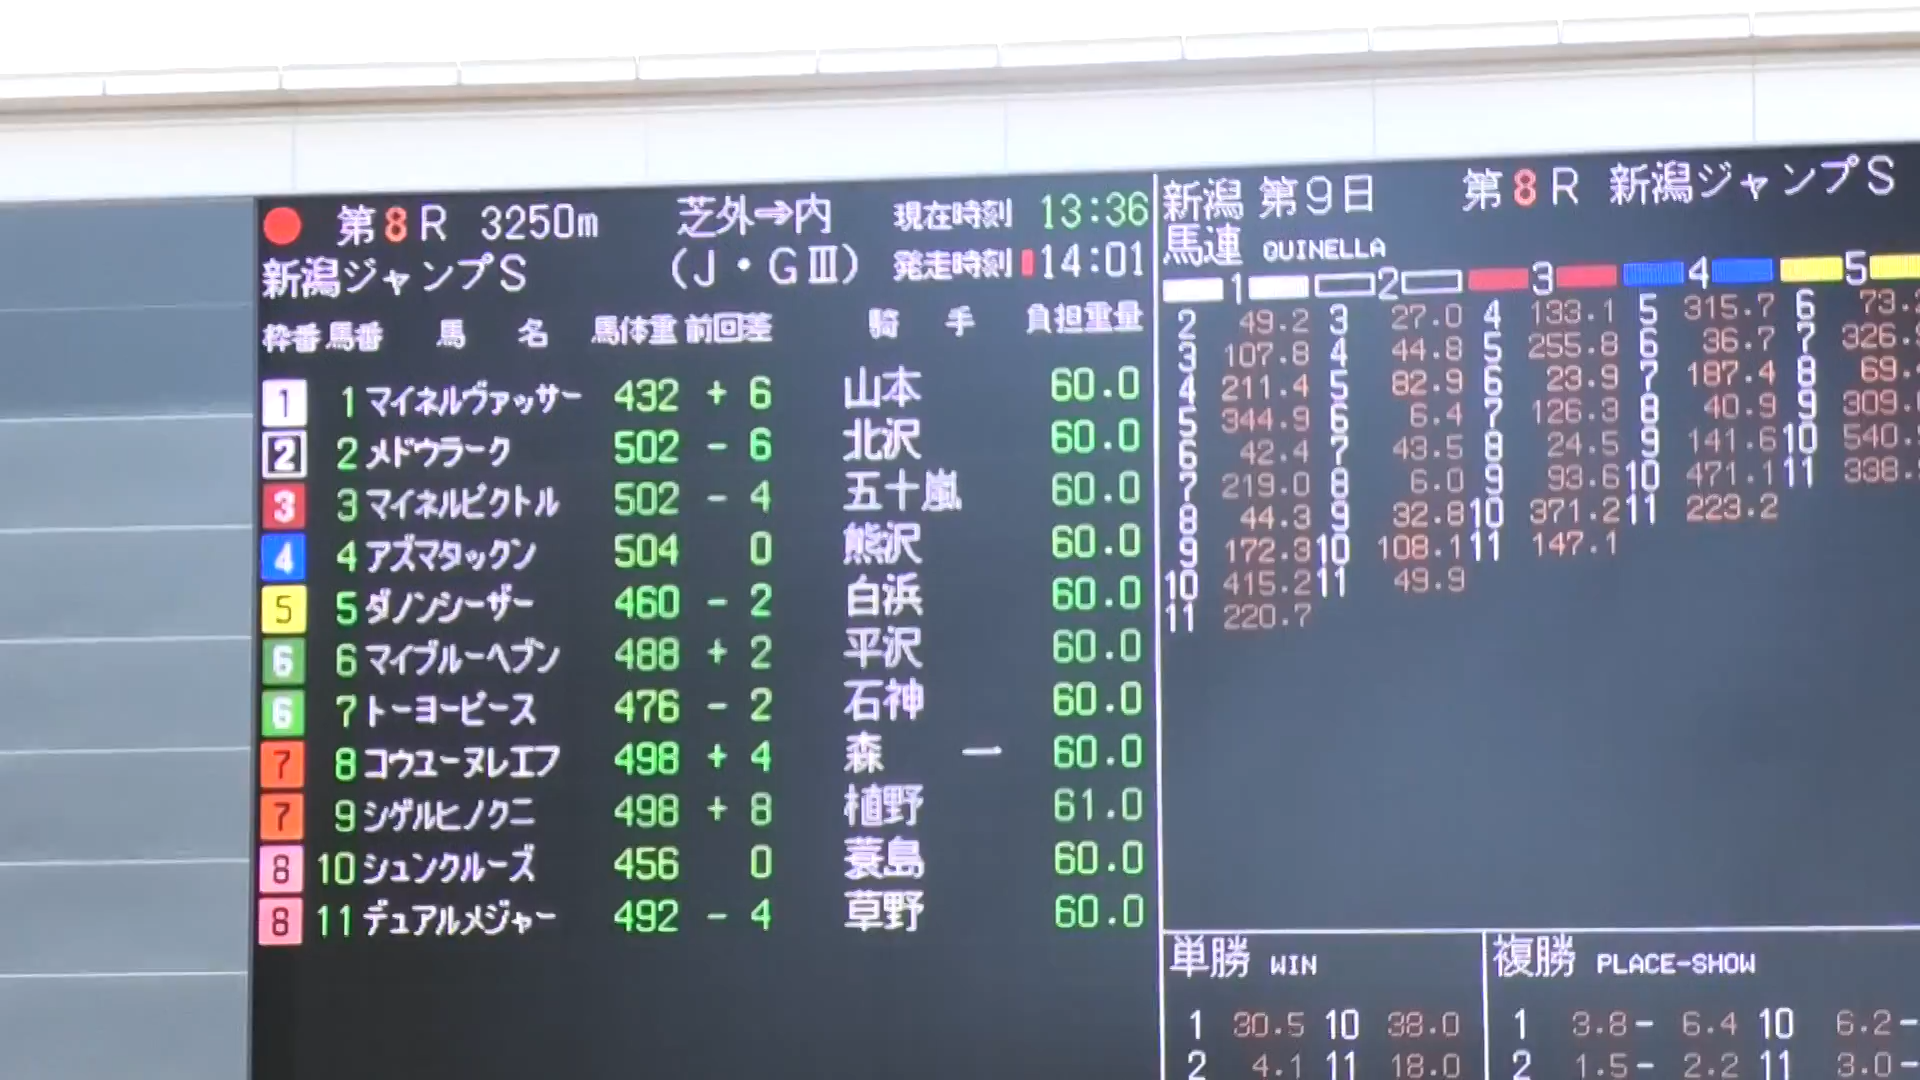 第8R 3250m 芝外⇒内 現在時刻 13:36
新潟ジャンプS (J・GⅢ) 発走時刻 14:01
枠番 馬番 馬名 馬体重 前回差 騎手 負担重量
1 1 マイネルヴァッサー 432 + 6 山本 60.0
2 2 メドウラーク 502 - 6 北沢 60.0
3 3 マイネルビクトル 502 - 4 五十嵐 60.0
4 4 アズマタックン 504 0 熊沢 60.0
5 5 ダノンシーザー 460 - 2 白浜 60.0
6 6 マイブルーヘブン 488 + 2 平沢 60.0
6 7 トーヨーピース 476 - 2 石神 60.0
7 8 コウユーヌレエフ 498 + 4 森一 60.0
7 9 シゲルヒノクニ 498 + 8 植野 61.0
8 10 シュンクルーズ 456 0 蓑島 60.0
8 11 デュアルメジャー 492 - 4 草野 60.0
新潟 第9日 第8R 新潟ジャンプS
馬連 QUINELLA
1 2 3 4 5
2 49.2 3 27.0 4 133.1 5 315.7 6 73.
3 107.8 4 44.8 5 255.8 6 36.7 7 326.
4 211.4 5 82.9 6 23.9 7 187.4 8 69.
5 344.9 6 6.4 7 126.3 8 40.9 9 309.
6 42.4 7 43.5 8 24.5 9 141.6 10 540.
7 219.0 8 6.0 9 93.6 10 471.1 11 338.
8 44.3 9 32.8 10 371.2 11 223.2
9 172.3 10 108.1 11 147.1
10 415.2 11 49.9
11 220.7
単勝 WIN
1 30.5 10 38.0
2 4.1 11 18.0
複勝 PLACE-SHOW
1 3.8- 6.4 10 6.2-
2 1.5- 2.2 11 3.0-